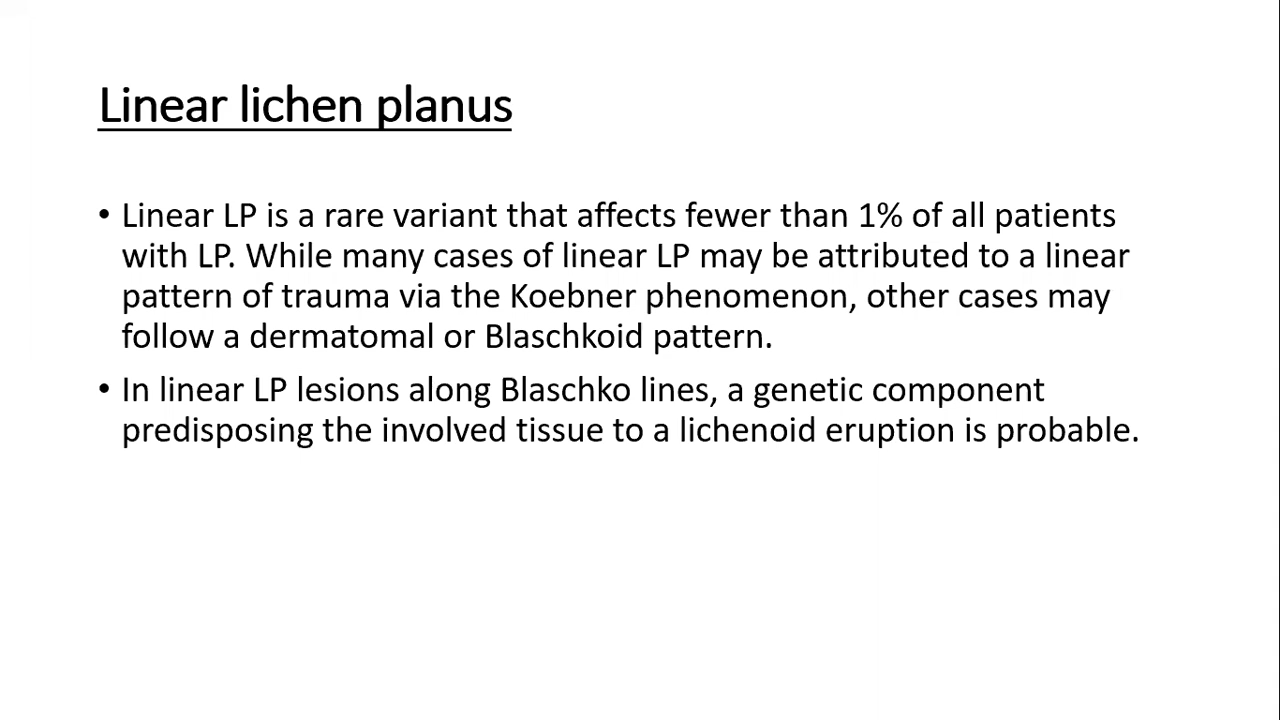 Linear lichen planus
• Linear LP is a rare variant that affects fewer than 1% of all patients
with LP. While many cases of linear LP may be attributed to a linear
pattern of trauma via the Koebner phenomenon, other cases may
follow a dermatomal or Blaschkoid pattern.
• In linear LP lesions along Blaschko lines, a genetic component
predisposing the involved tissue to a lichenoid eruption is probable.